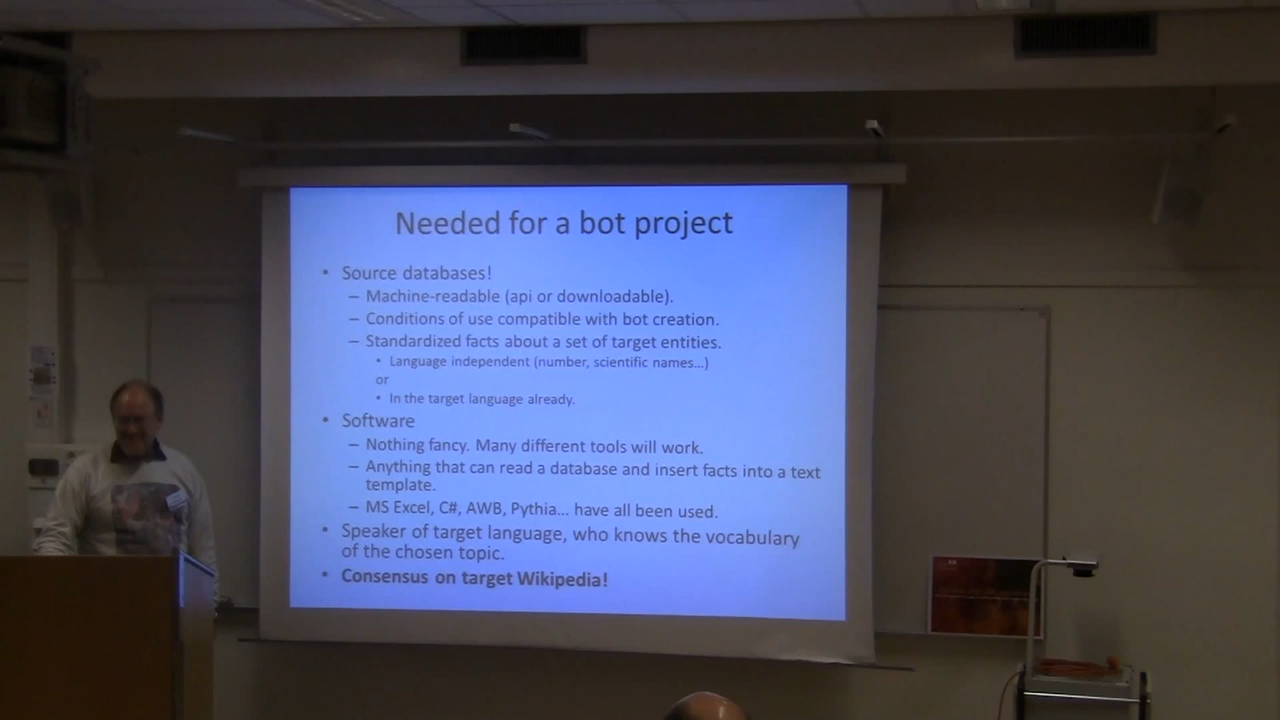 Needed for a bot project
• Source databases!
– Machine-readable (api or downloadable).
– Conditions of use compatible with bot creation.
– Standardized facts about a set of target entities.
• Language independent (number, scientific names...)
or
• In the target language already.
• Software
– Nothing fancy. Many different tools will work.
– Anything that can read a database and insert facts into a text
template.
– MS Excel, C#, AWB, Pythia... have all been used.
• Speaker of target language, who knows the vocabulary
of the chosen topic.
• Consensus on target Wikipedia!